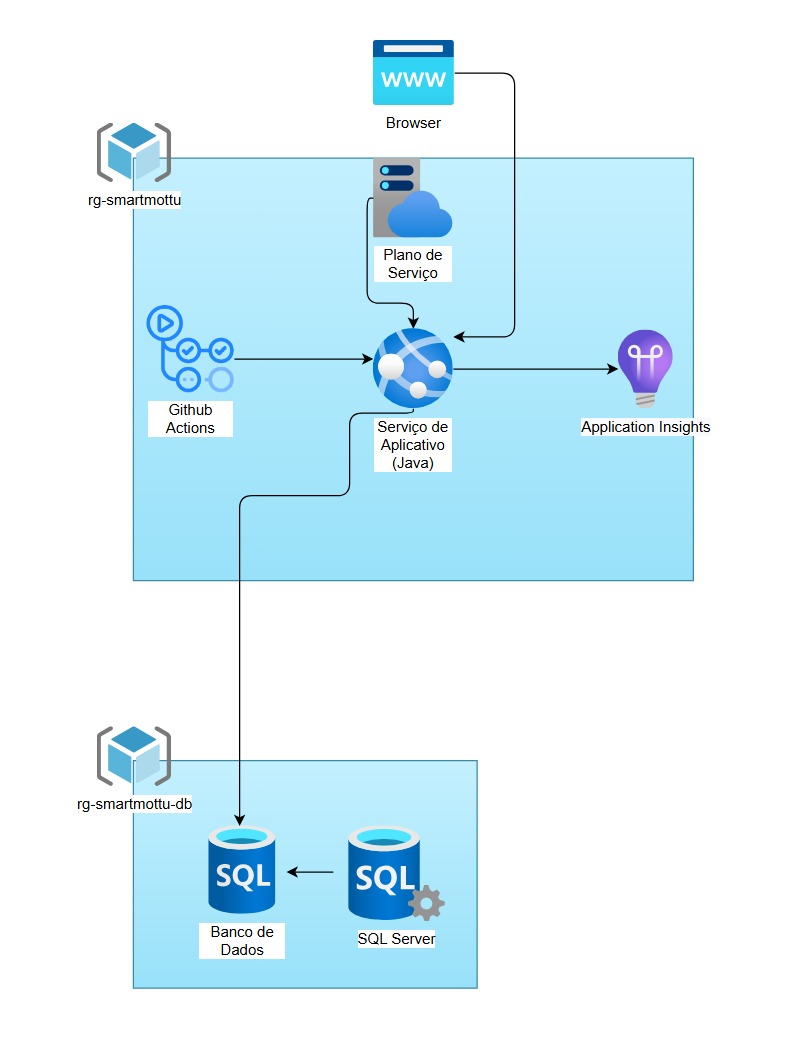 WWW
Browser
rg-smartmottu
Plano de
Serviço
Github
Actions
Serviço de
Aplicativo
(Java)
Application Insights
rg-smartmottu-db
SQL
SQL
Banco de
Dados
SQL Server